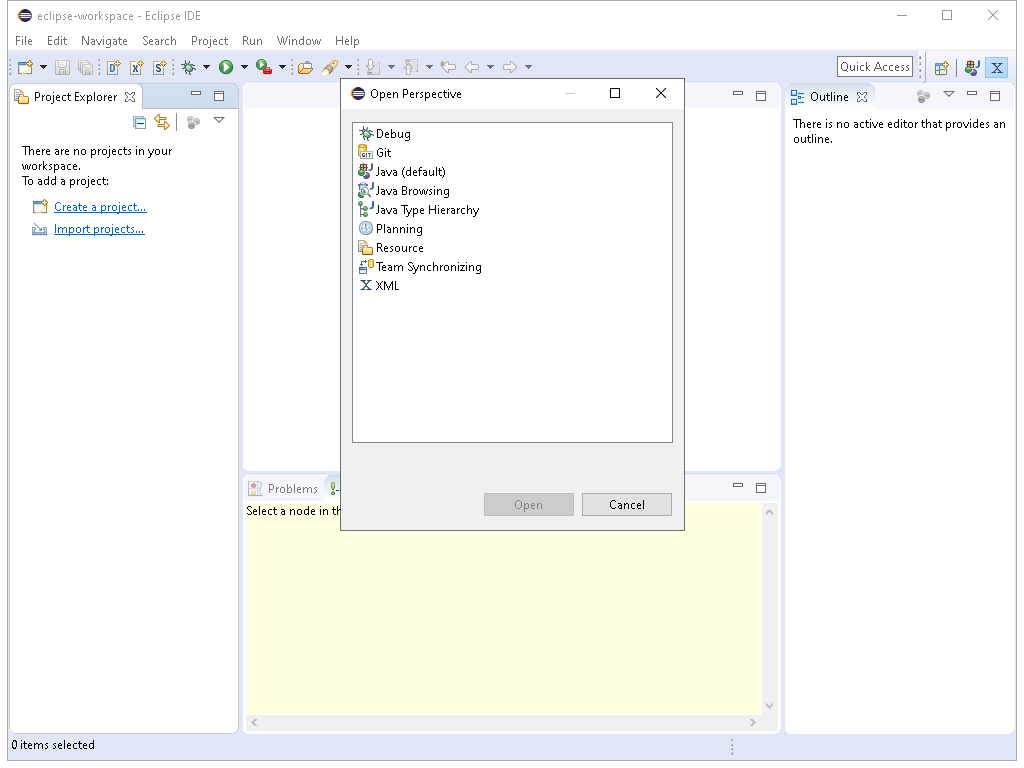 eclipse-workspace - Eclipse IDE
File Edit Navigate Search Project Run Window Help
Quick Access
Project Explorer
There are no projects in your
workspace.
To add a project:
Create a project...
Import projects...
Open Perspective
Debug
Git
Java (default)
Java Browsing
Java Type Hierarchy
Planning
Resource
Team Synchronizing
XML
Open Cancel
Outline
There is no active editor that provides an
outline.
Problems
Select a node in th
0 items selected